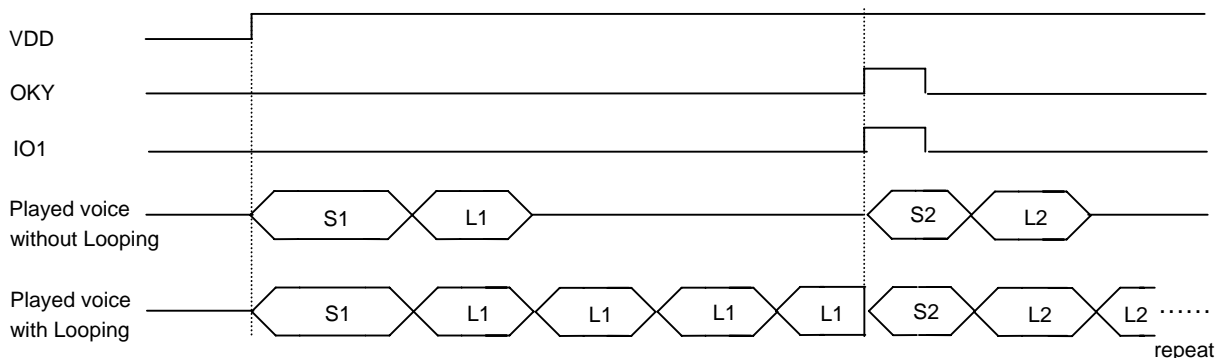 VDD
OKY
IO1
Played voice
without Looping
S1 L1 S2 L2
Played voice
with Looping
S1 L1 L1 L1 L1 S2 L2 L2 ......
repeat